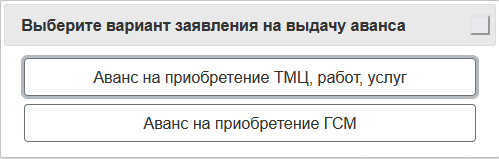 Выберите вариант заявления на выдачу аванса
Аванс на приобретение ТМЦ, работ, услуг
Аванс на приобретение ГСМ